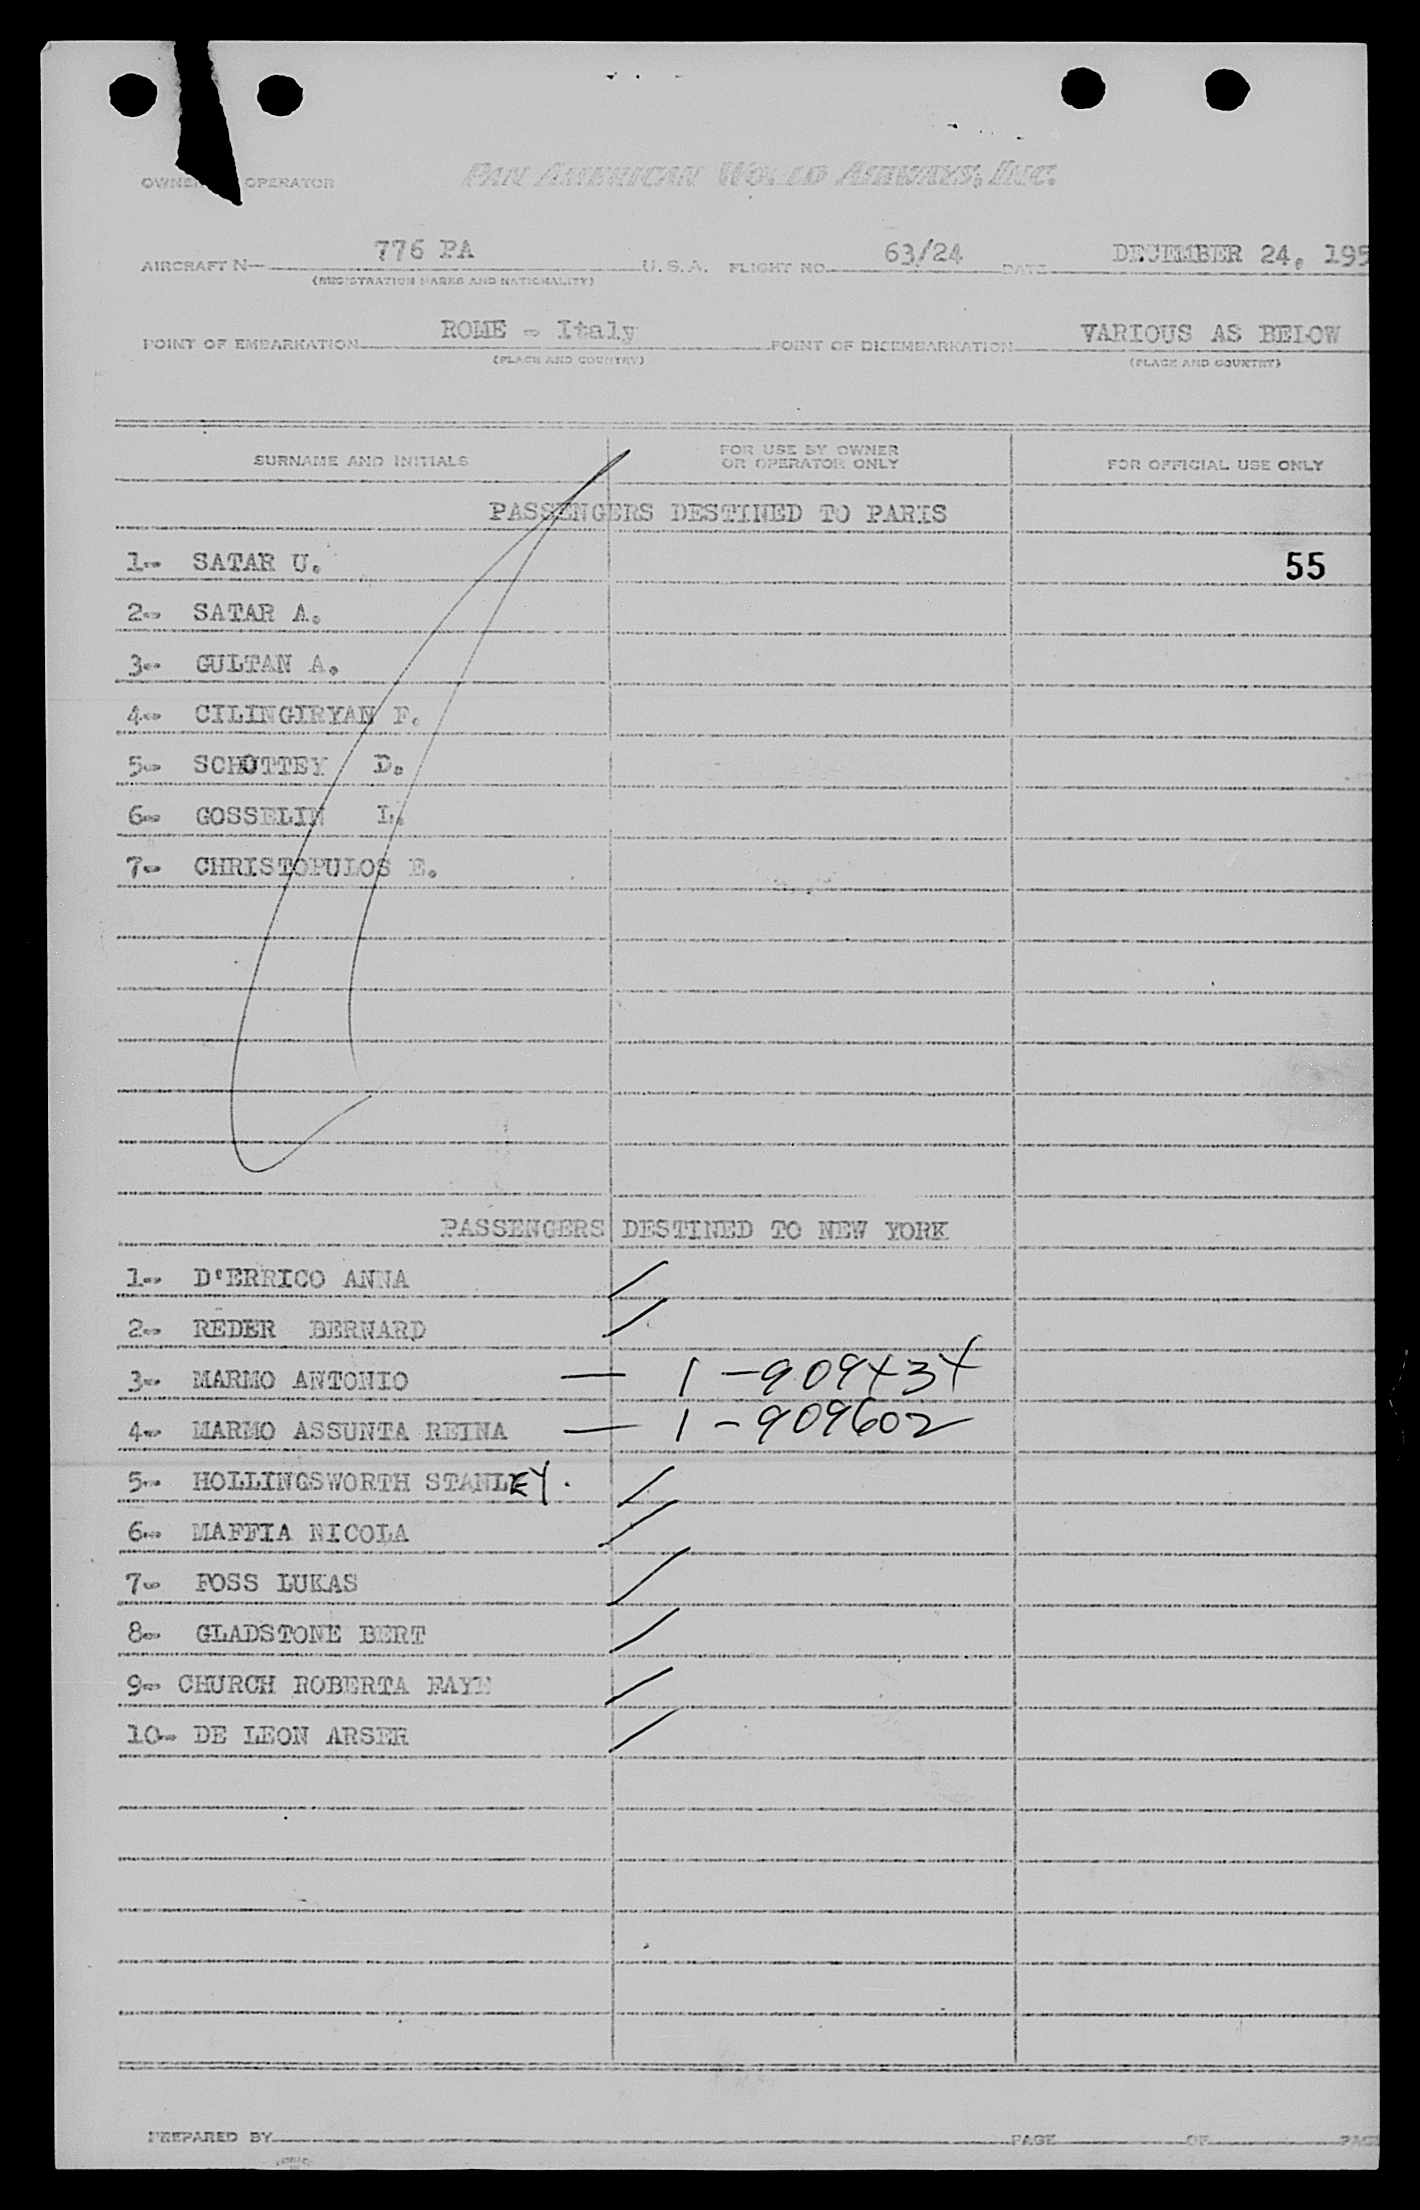 PAN AMERICAN WORLD AIRWAYS, INC.
OPERATOR
776 PA 63/24 DECEMBER 24, 195
AIRCRAFT N— U.S.A. FLIGHT NO. DATE
(REGISTRATION MARKS AND NATIONALITY)
ROME - Italy VARIOUS AS BELOW
POINT OF EMBARKATION POINT OF DISEMBARKATION
(PLACE AND COUNTRY) (PLACE AND COUNTRY)
SURNAME AND INITIALS FOR USE BY OWNER FOR OFFICIAL USE ONLY
OR OPERATOR ONLY
PASSENGERS DESTINED TO PARIS
1- SATAR U. 55
2- SATAR A.
3- GULTAN A.
4- CILINGIRYAN F.
5- SCHOTTEY D.
6- GOSSELIN L.
7- CHRISTOPULOS E.
PASSENGERS DESTINED TO NEW YORK
1- D'ERRICO ANNA
2- REDER BERNARD
3- MARMO ANTONIO — 1-909434
4- MARMO ASSUNTA REINA — 1-909602
5- HOLLINGSWORTH STANLEY.
6- MAFFIA NICOLA
7- FOSS LUKAS
8- GLADSTONE BERT
9- CHURCH ROBERTA FAYE
10- DE LEON ARSER
PREPARED BY PAGE OF